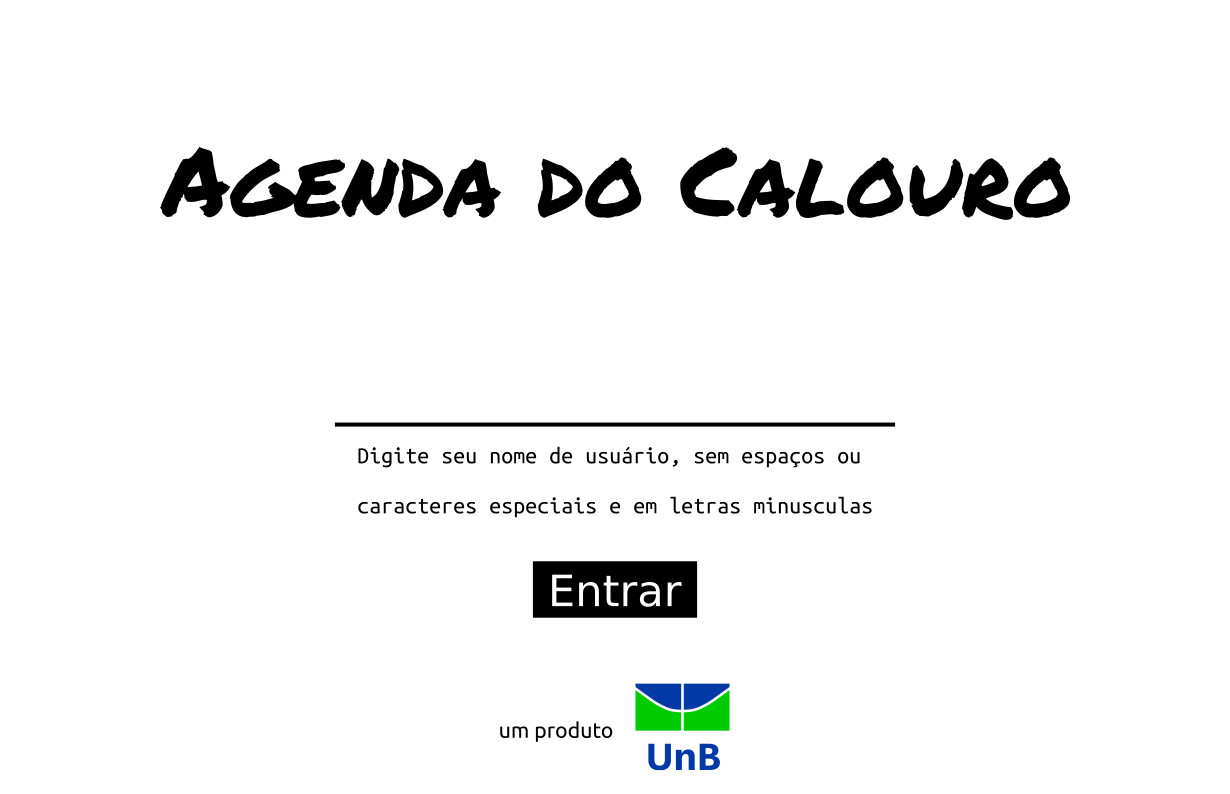 Agenda do Calouro
Digite seu nome de usuário, sem espaços ou
caracteres especiais e em letras minusculas
Entrar
um produto
UnB